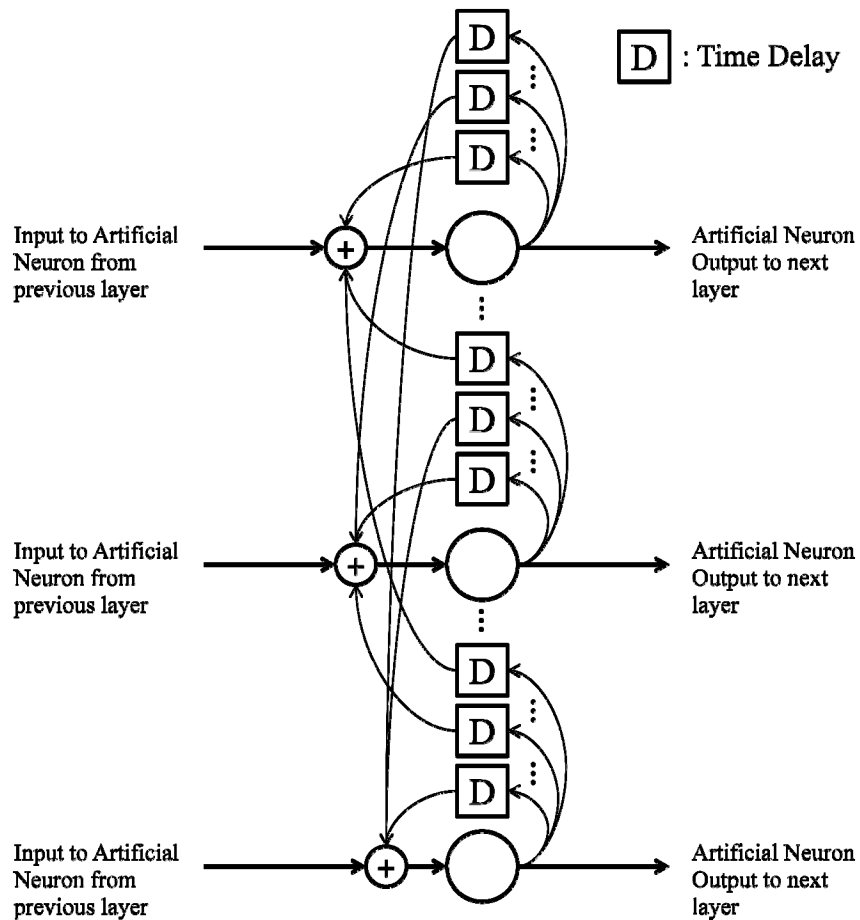 D
D : Time Delay
D
D
Input to Artificial
Neuron from
previous layer
+
Artificial Neuron
Output to next
layer
D
D
D
Input to Artificial
Neuron from
previous layer
+
Artificial Neuron
Output to next
layer
D
D
D
Input to Artificial
Neuron from
previous layer
+
Artificial Neuron
Output to next
layer